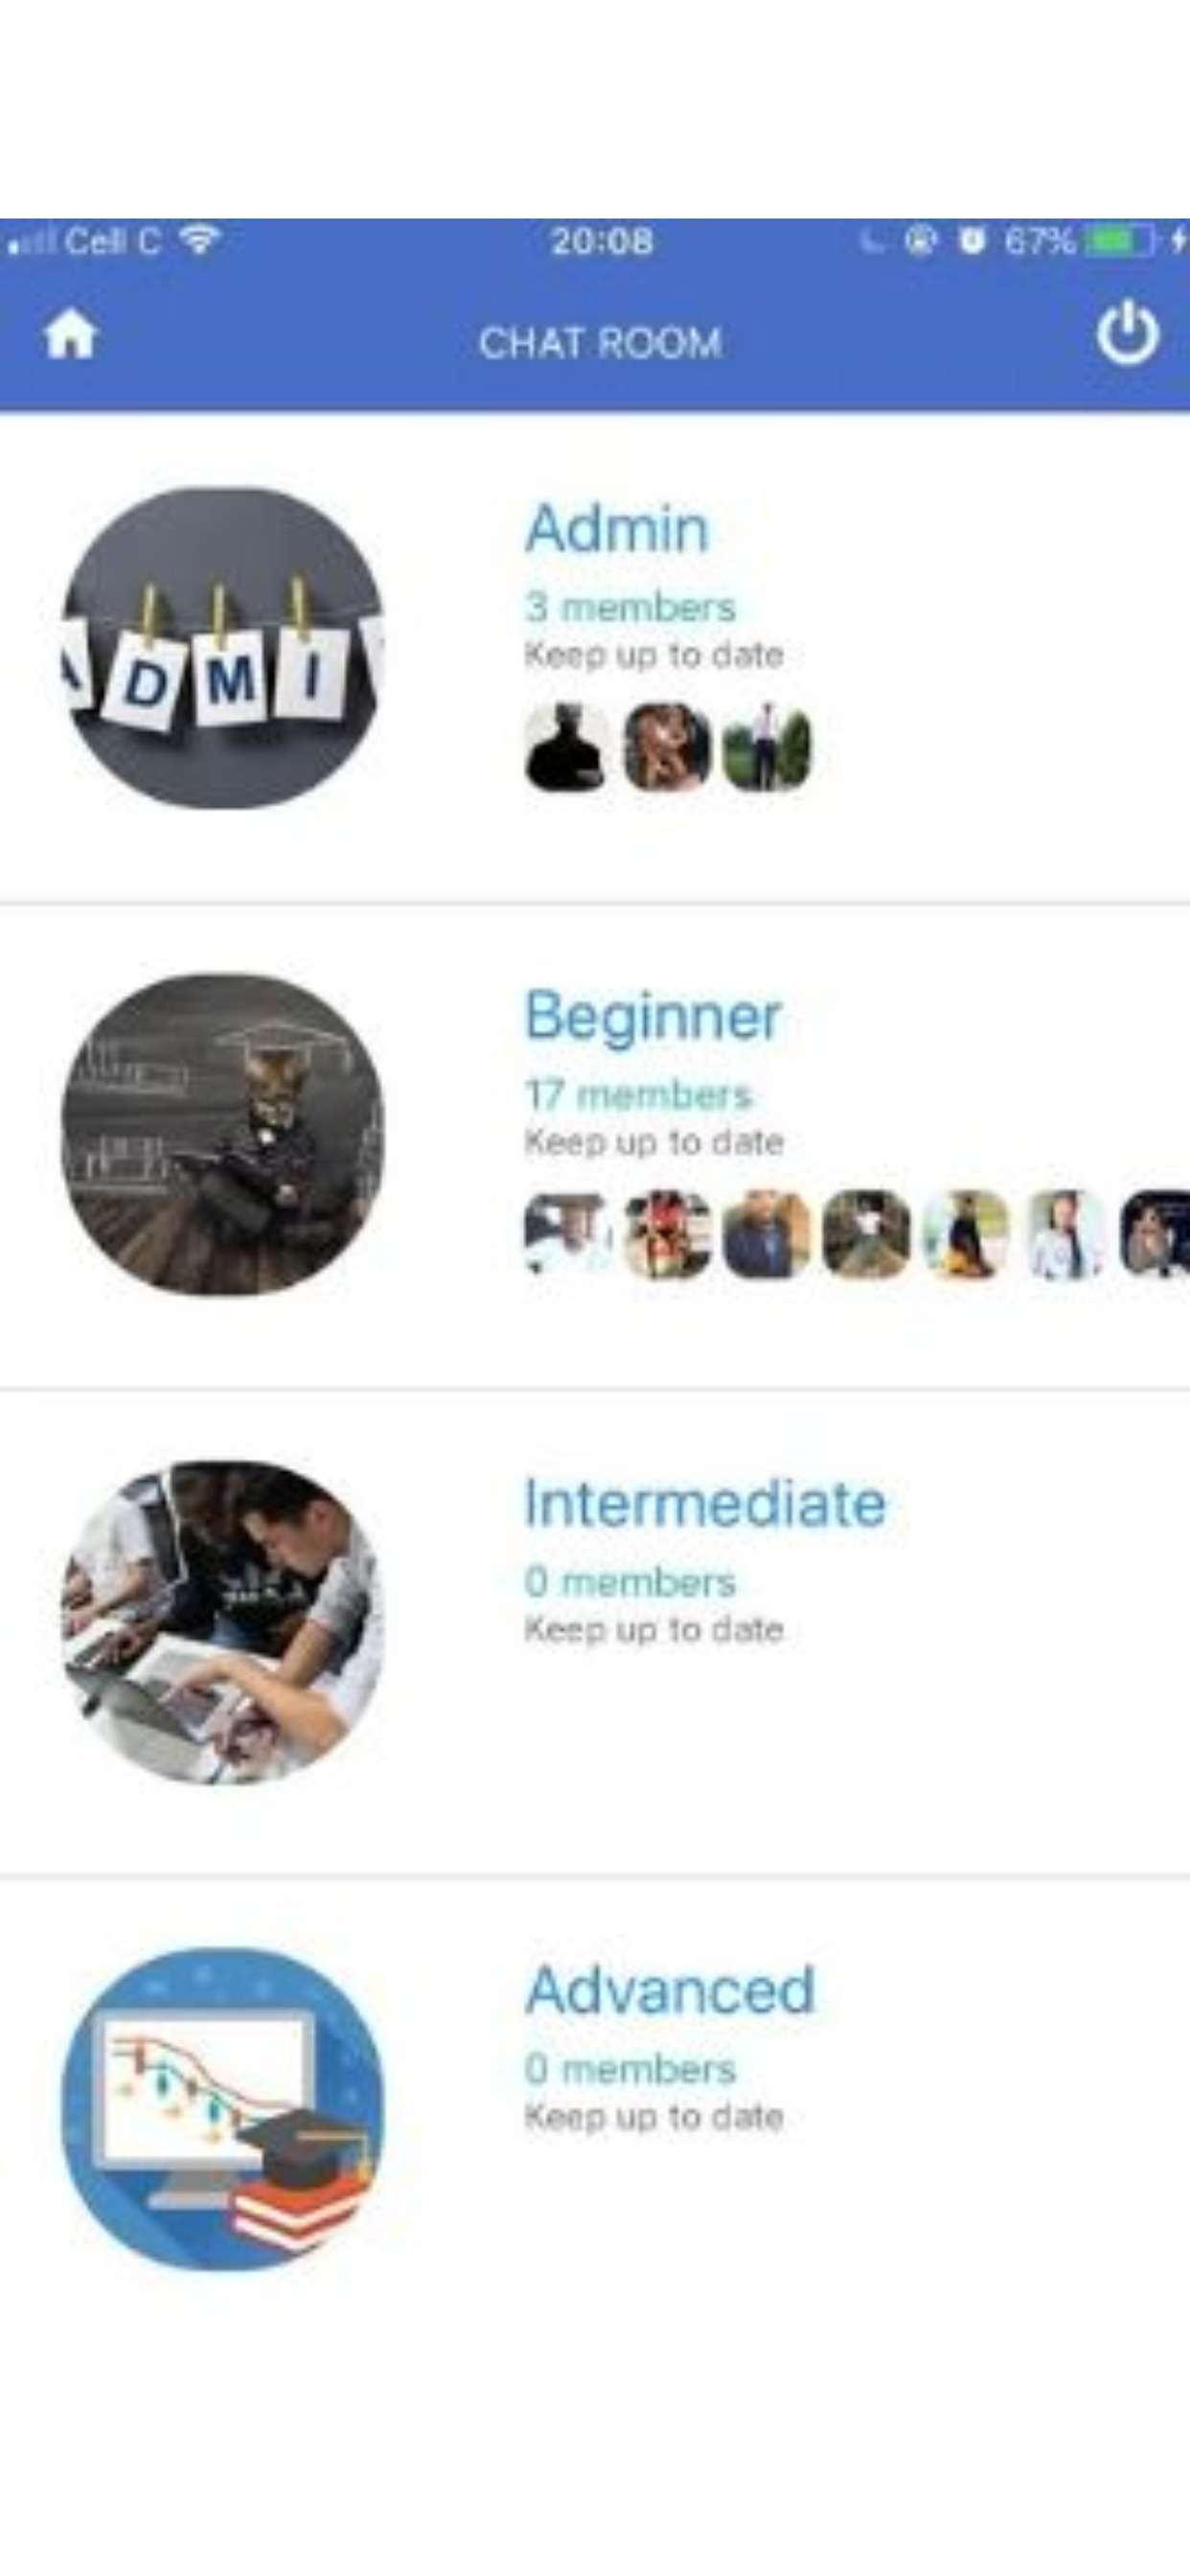 Cell C
20:08
67%
CHAT ROOM
DMI
Admin
3 members
Keep up to date
Beginner
17 members
Keep up to date
Intermediate
0 members
Keep up to date
Advanced
0 members
Keep up to date